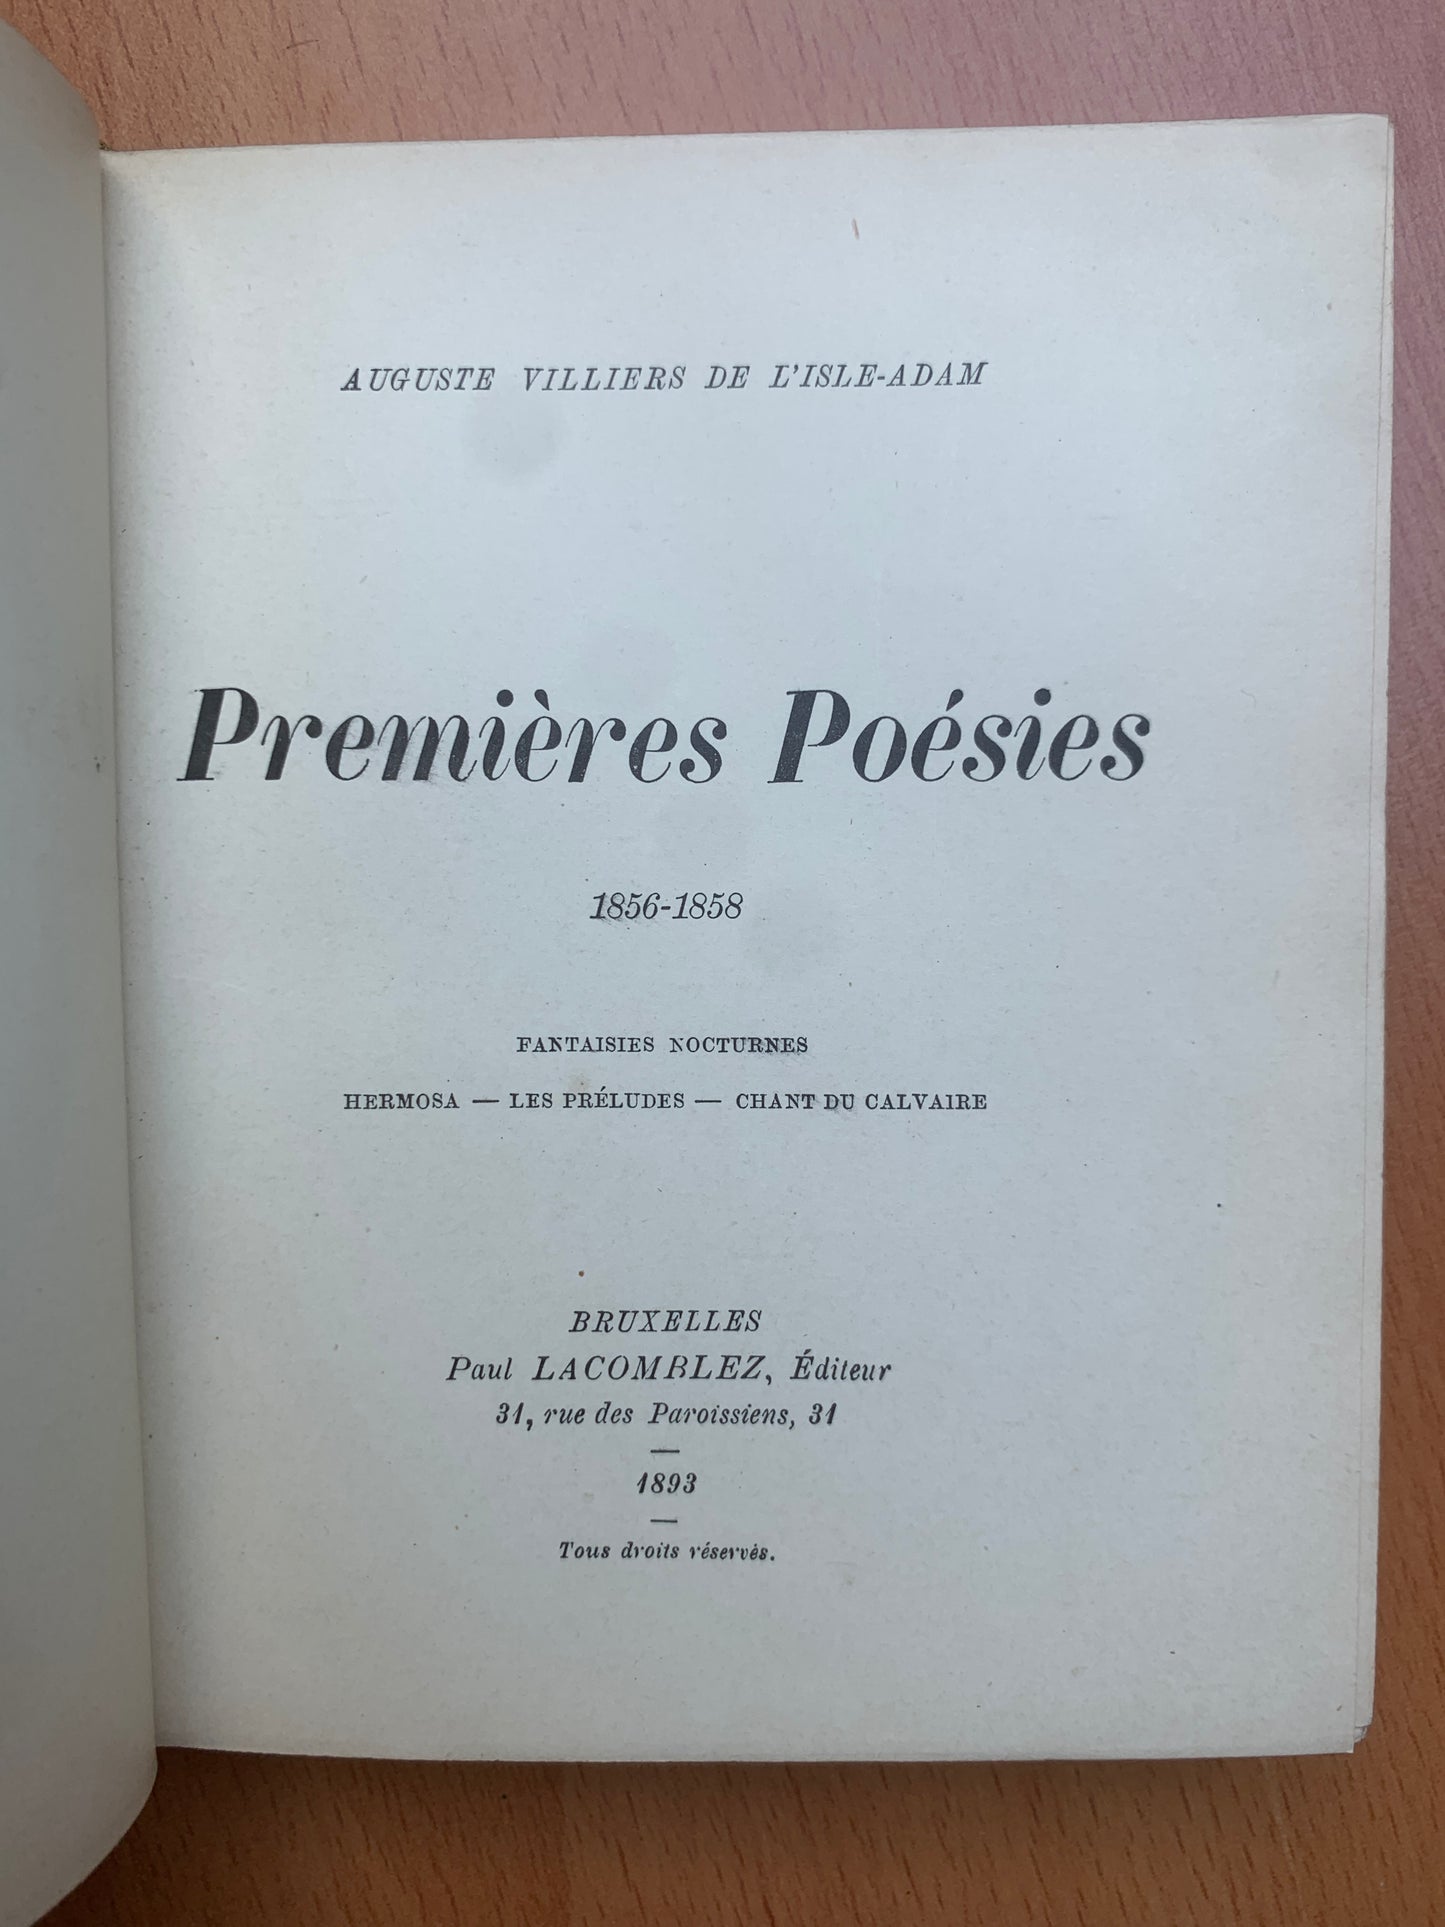 AUGUSTE VILLIERS DE L'ISLE-ADAM
Premières Poésies
1856-1858
FANTAISIES NOCTURNES
HERMOSA — LES PRÉLUDES — CHANT DU CALVAIRE
BRUXELLES
Paul LACOMBLEZ, Éditeur
31, rue des Paroissiens, 31
1893
Tous droits réservés.